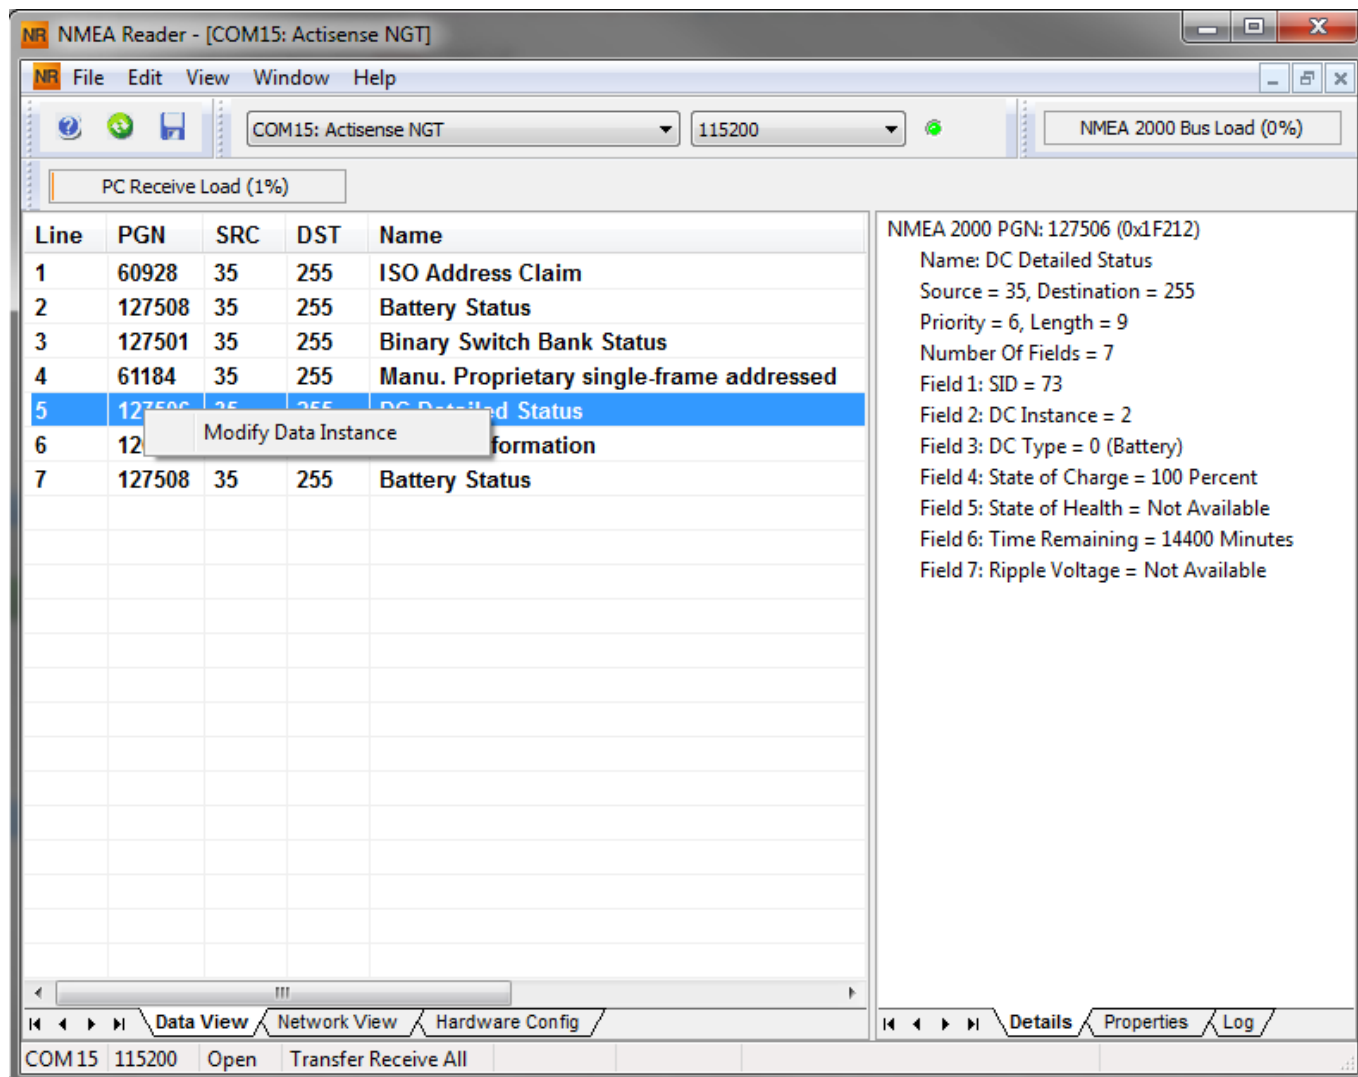 NR NMEA Reader - [COM15: Actisense NGT]
NR File Edit View Window Help
COM15: Actisense NGT 115200 NMEA 2000 Bus Load (0%)
PC Receive Load (1%)
Line PGN SRC DST Name
1 60928 35 255 ISO Address Claim
2 127508 35 255 Battery Status
3 127501 35 255 Binary Switch Bank Status
4 61184 35 255 Manu. Proprietary single-frame addressed
5 127506 35 255 DC Detailed Status
Modify Data Instance
6 12 formation
7 127508 35 255 Battery Status
NMEA 2000 PGN: 127506 (0x1F212)
Name: DC Detailed Status
Source = 35, Destination = 255
Priority = 6, Length = 9
Number Of Fields = 7
Field 1: SID = 73
Field 2: DC Instance = 2
Field 3: DC Type = 0 (Battery)
Field 4: State of Charge = 100 Percent
Field 5: State of Health = Not Available
Field 6: Time Remaining = 14400 Minutes
Field 7: Ripple Voltage = Not Available
Data View Network View Hardware Config
Details Properties Log
COM 15 115200 Open Transfer Receive All